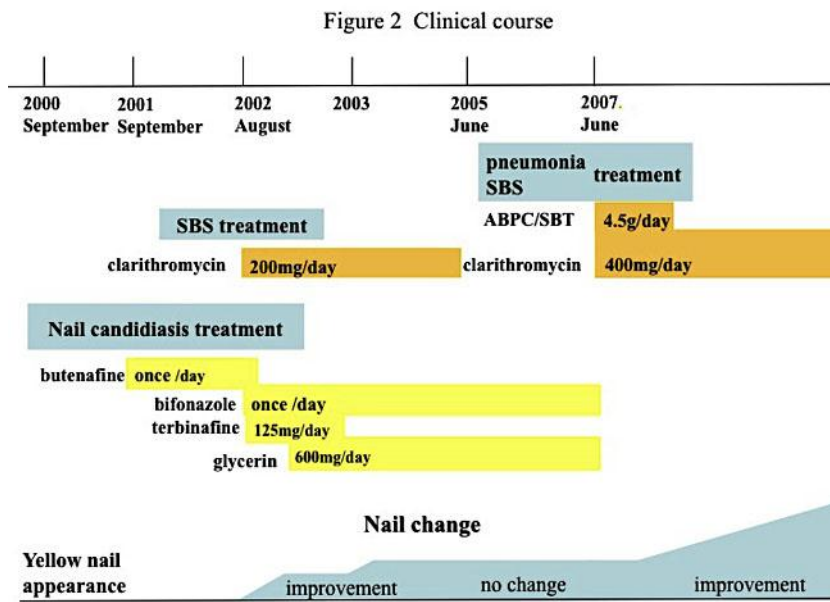 Figure 2 Clinical course
2000 2001 2002 2003 2005 2007.
September September August June June
pneumonia
SBS treatment
SBS treatment
ABPC/SBT 4.5g/day
clarithromycin 200mg/day clarithromycin 400mg/day
Nail candidiasis treatment
butenafine once /day
bifonazole once /day
terbinafine 125mg/day
glycerin 600mg/day
Nail change
Yellow nail
appearance
improvement no change improvement